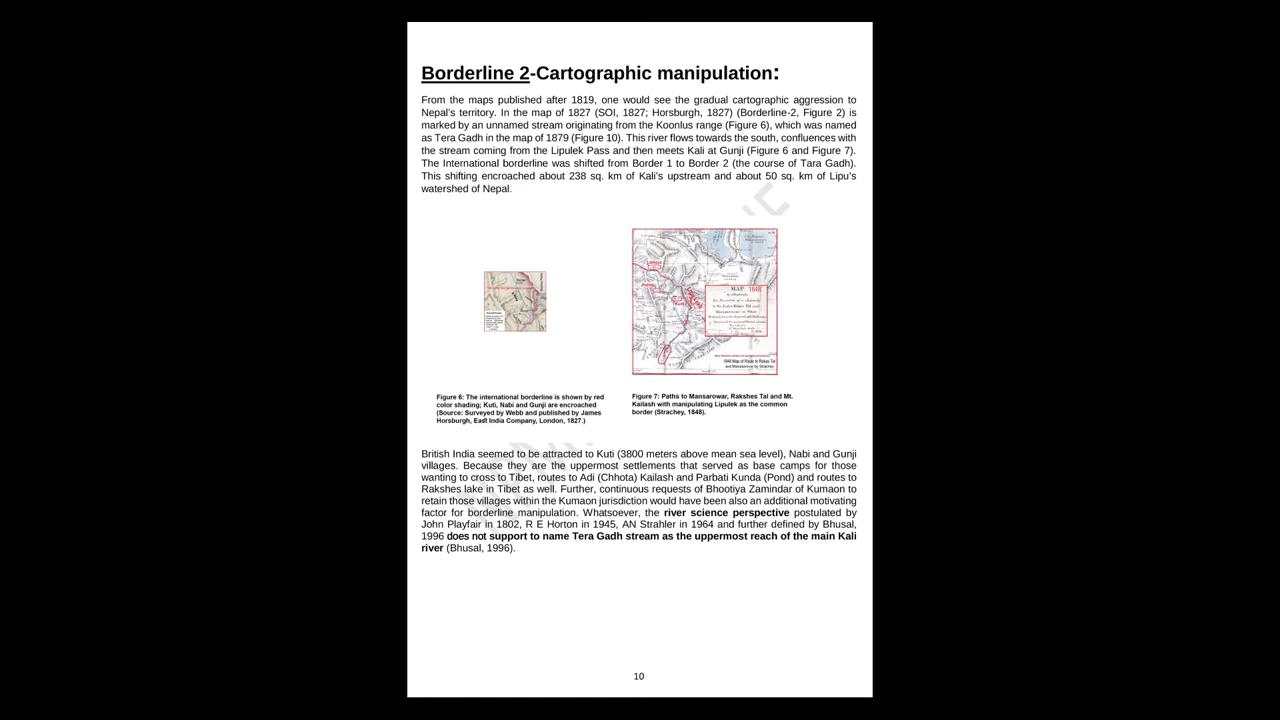 Borderline 2-Cartographic manipulation:
From the maps published after 1819, one would see the gradual cartographic aggression to
Nepal's territory. In the map of 1827 (SOI, 1827; Horsburgh, 1827) (Borderline-2, Figure 2) is
marked by an unnamed stream originating from the Koonlus range (Figure 6), which was named
as Tera Gadh in the map of 1879 (Figure 10). This river flows towards the south, confluences with
the stream coming from the Lipulek Pass and then meets Kali at Gunji (Figure 6 and Figure 7).
The International borderline was shifted from Border 1 to Border 2 (the course of Tara Gadh).
This shifting encroached about 238 sq. km of Kali's upstream and about 50 sq. km of Lipu's
watershed of Nepal.
MAP 1848
1848 Map of Route to Rakas Tal
and Manasarowar by Strachey
Figure 6: The international borderline is shown by red
color shading; Kuti, Nabi and Gunji are encroached
(Source: Surveyed by Webb and published by James
Horsburgh, East India Company, London, 1827.)
Figure 7: Paths to Mansarowar, Rakshes Tal and Mt.
Kailash with manipulating Lipulek as the common
border (Strachey, 1848).
British India seemed to be attracted to Kuti (3800 meters above mean sea level), Nabi and Gunji
villages. Because they are the uppermost settlements that served as base camps for those
wanting to cross to Tibet, routes to Adi (Chhota) Kailash and Parbati Kunda (Pond) and routes to
Rakshes lake in Tibet as well. Further, continuous requests of Bhootiya Zamindar of Kumaon to
retain those villages within the Kumaon jurisdiction would have been also an additional motivating
factor for borderline manipulation. Whatsoever, the river science perspective postulated by
John Playfair in 1802, R E Horton in 1945, AN Strahler in 1964 and further defined by Bhusal,
1996 does not support to name Tera Gadh stream as the uppermost reach of the main Kali
river (Bhusal, 1996).
10